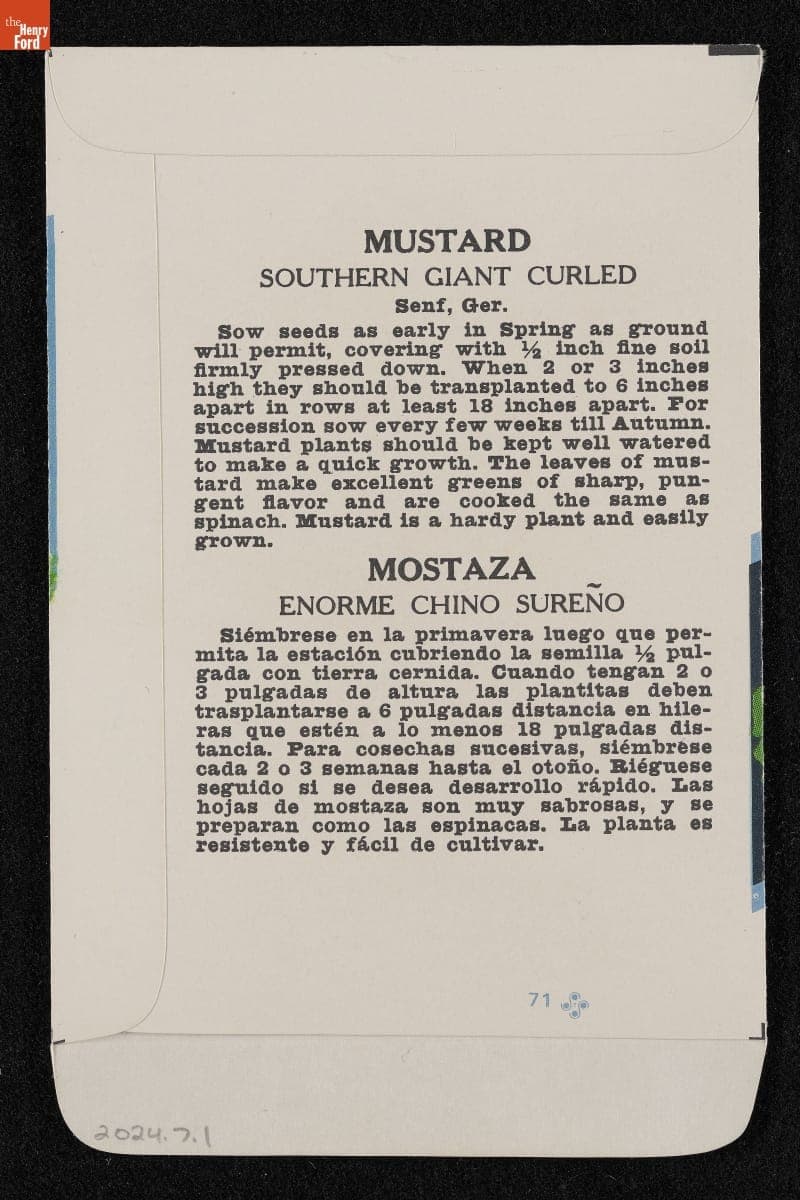 the
Henry
Ford
MUSTARD
SOUTHERN GIANT CURLED
Senf, Ger.
Sow seeds as early in Spring as ground
will permit, covering with ½ inch fine soil
firmly pressed down. When 2 or 3 inches
high they should be transplanted to 6 inches
apart in rows at least 18 inches apart. For
succession sow every few weeks till Autumn.
Mustard plants should be kept well watered
to make a quick growth. The leaves of mus-
tard make excellent greens of sharp, pun-
gent flavor and are cooked the same as
spinach. Mustard is a hardy plant and easily
grown.
MOSTAZA
ENORME CHINO SUREÑO
Siémbrese en la primavera luego que per-
mita la estación cubriendo la semilla ½ pul-
gada con tierra cernida. Cuando tengan 2 o
3 pulgadas de altura las plantitas deben
trasplantarse a 6 pulgadas distancia en hile-
ras que estén a lo menos 18 pulgadas dis-
tancia. Para cosechas sucesivas, siémbrese
cada 2 o 3 semanas hasta el otoño. Riéguese
seguido si se desea desarrollo rápido. Las
hojas de mostaza son muy sabrosas, y se
preparan como las espinacas. La planta es
resistente y fácil de cultivar.
71
2024.7.1